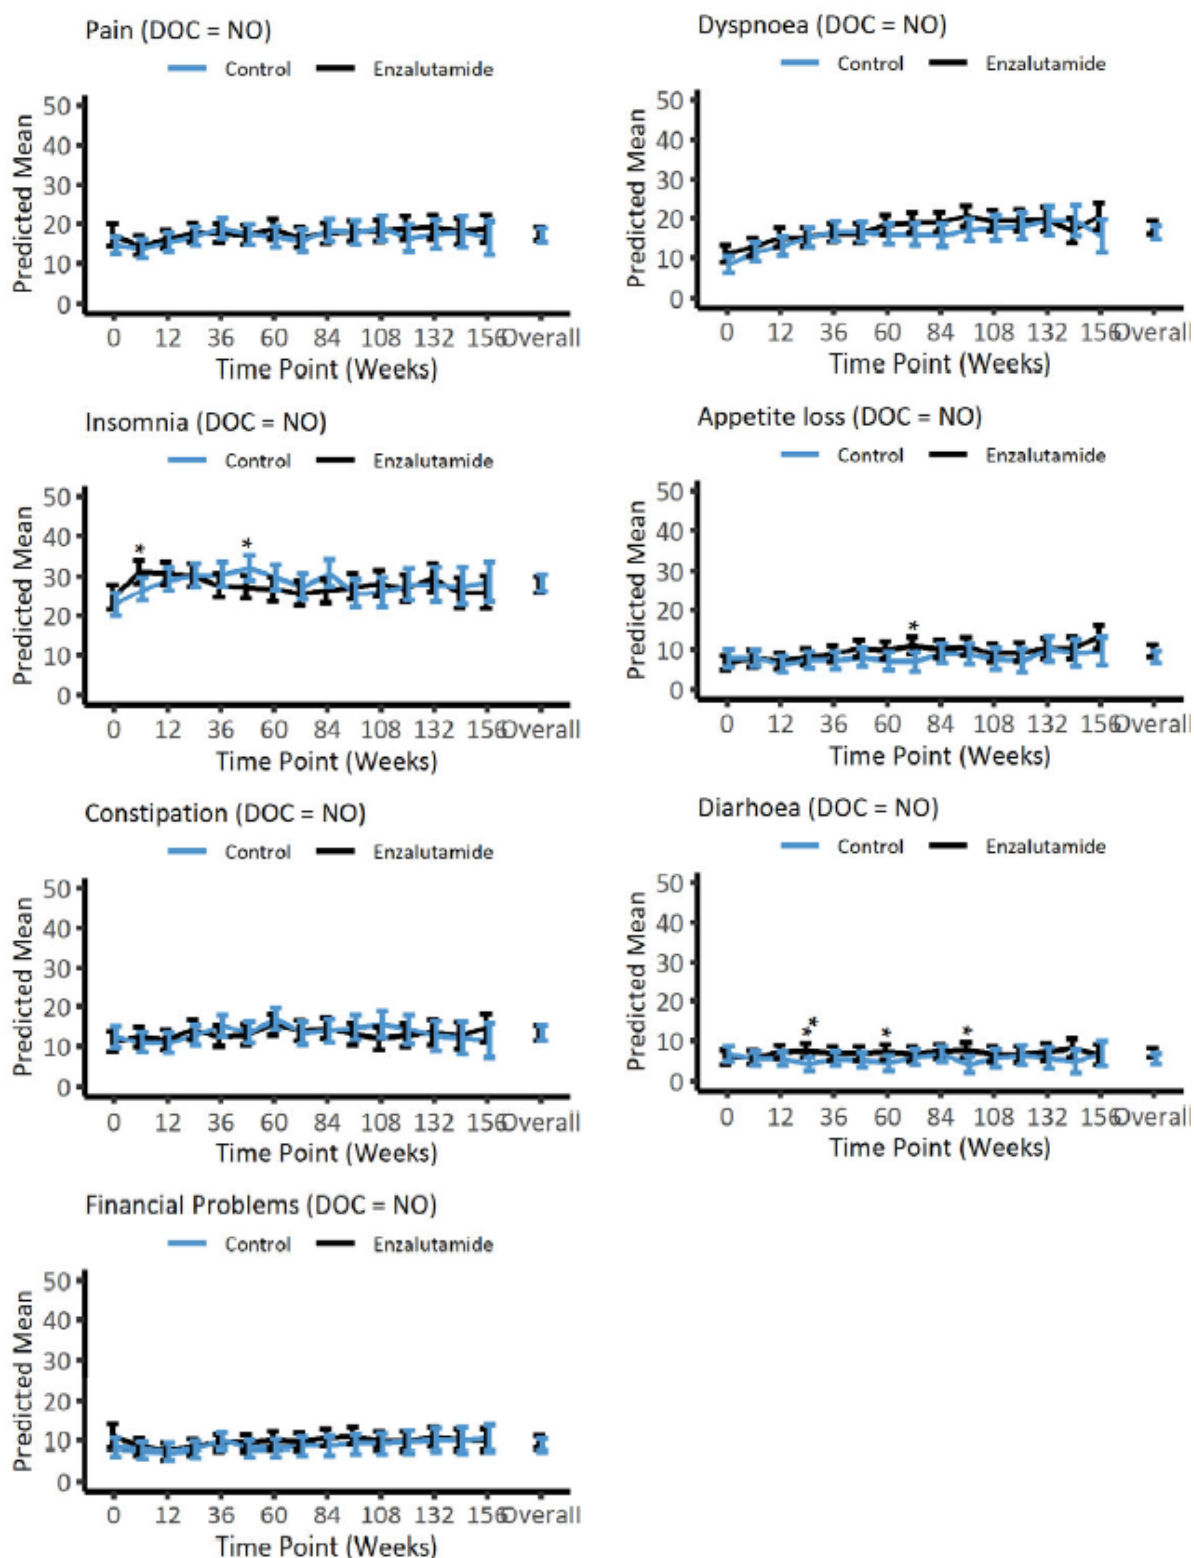 Pain (DOC = NO)
Control Enzalutamide
Predicted Mean
50
40
30
20
10
0
0 12 36 60 84 108 132 156 Overall
Time Point (Weeks)
Dyspnoea (DOC = NO)
Control Enzalutamide
Predicted Mean
50
40
30
20
10
0
0 12 36 60 84 108 132 156 Overall
Time Point (Weeks)
Insomnia (DOC = NO)
Control Enzalutamide
Predicted Mean
50
40
30
20
10
0
* *
0 12 36 60 84 108 132 156 Overall
Time Point (Weeks)
Appetite loss (DOC = NO)
Control Enzalutamide
Predicted Mean
50
40
30
20
10
0
*
0 12 36 60 84 108 132 156 Overall
Time Point (Weeks)
Constipation (DOC = NO)
Control Enzalutamide
Predicted Mean
50
40
30
20
10
0
0 12 36 60 84 108 132 156 Overall
Time Point (Weeks)
Diarhoea (DOC = NO)
Control Enzalutamide
Predicted Mean
50
40
30
20
10
0
** * *
0 12 36 60 84 108 132 156 Overall
Time Point (Weeks)
Financial Problems (DOC = NO)
Control Enzalutamide
Predicted Mean
50
40
30
20
10
0
0 12 36 60 84 108 132 156 Overall
Time Point (Weeks)